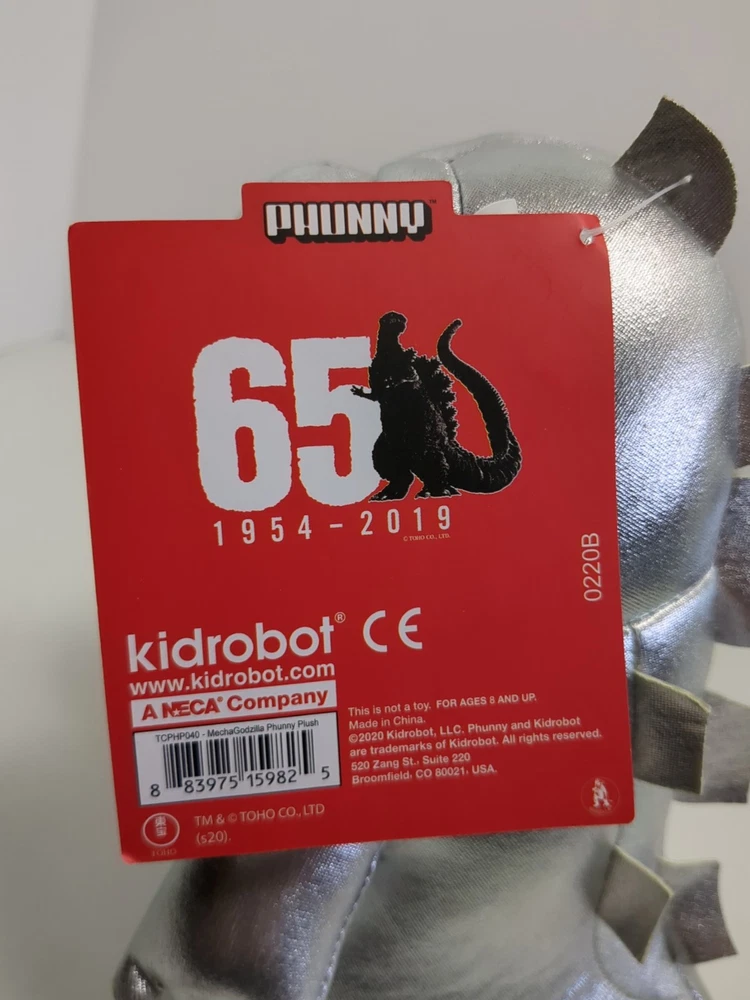 PHUNNY™
65
1954-2019
© TOHO CO., LTD.
0220B
kidrobot® CE
www.kidrobot.com
A NECA® Company
TCPHP040 - MechaGodzilla Phunny Plush
8 83975 15982 5
This is not a toy. FOR AGES 8 AND UP.
Made in China.
©2020 Kidrobot, LLC. Phunny and Kidrobot
are trademarks of Kidrobot. All rights reserved.
520 Zang St., Suite 220
Broomfield, CO 80021, USA.
東宝
TOHO
TM & © TOHO CO., LTD
(s20).